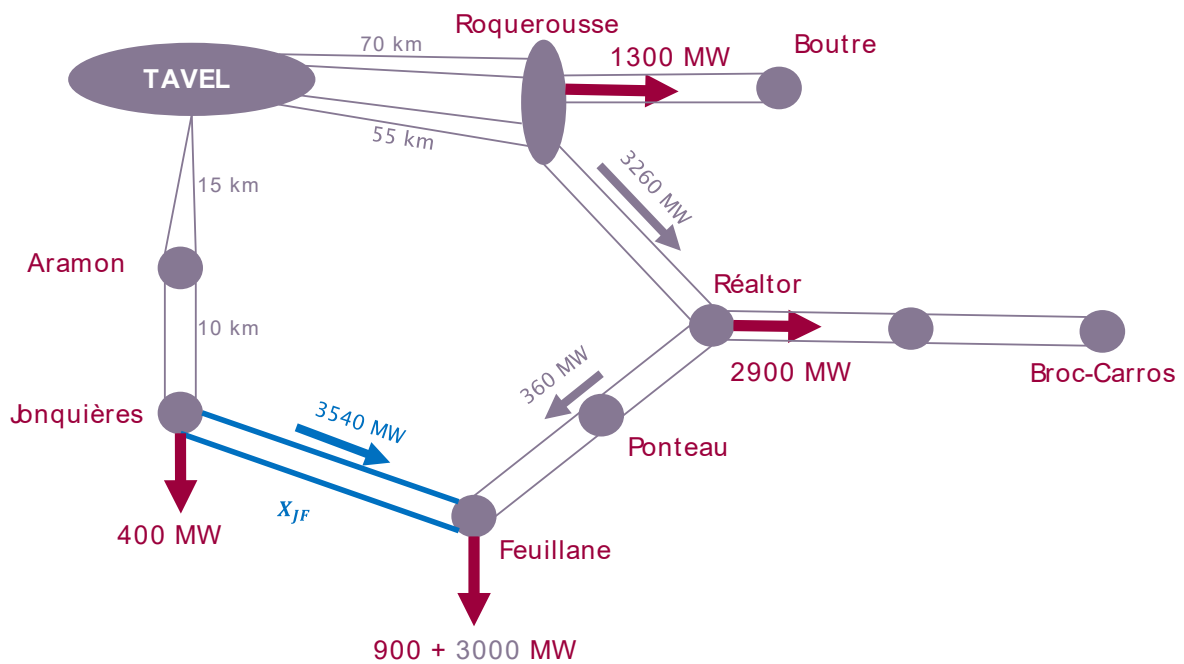 Roquerousse
70 km
1300 MW
Boutre
TAVEL
55 km
3260 MW
15 km
Aramon
Réaltor
10 km
2900 MW
Broc-Carros
360 MW
Jonquières
3540 MW
Ponteau
X_JF
400 MW
Feuillane
900 + 3000 MW